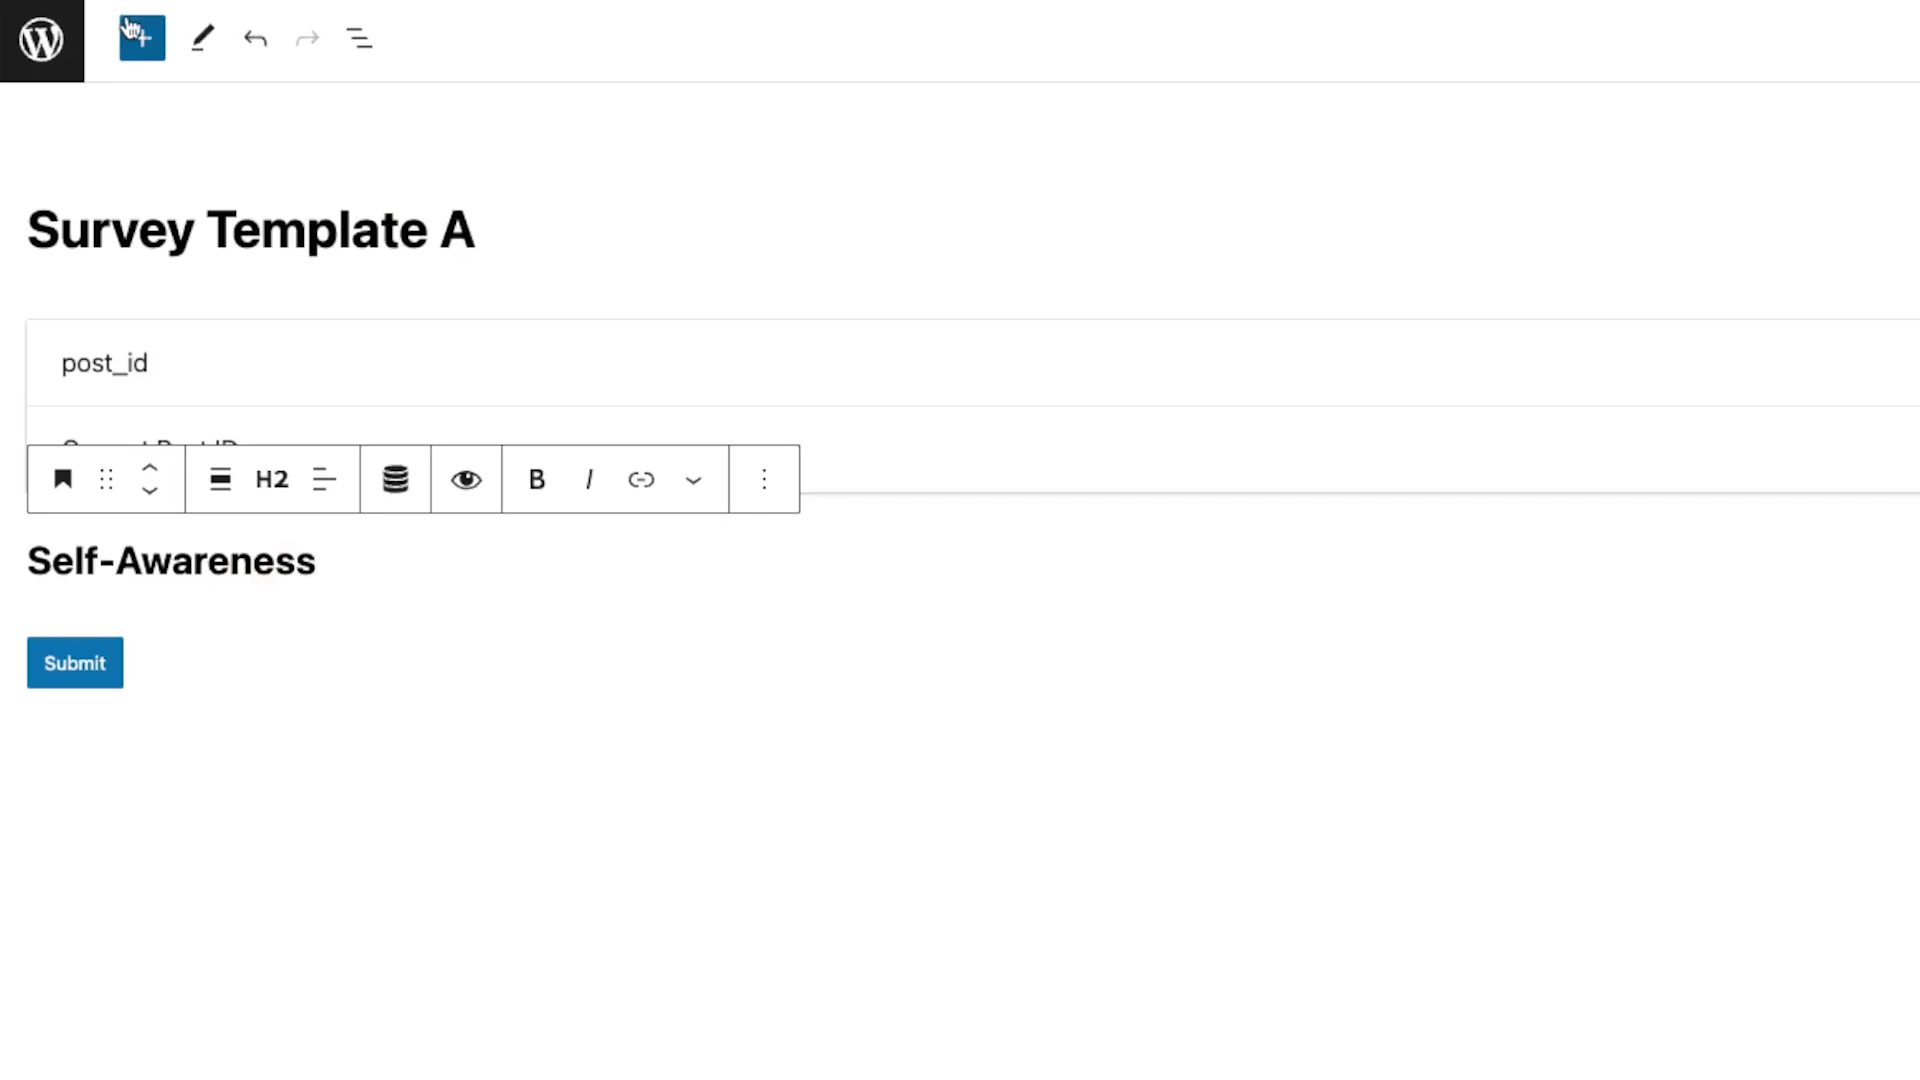 Survey Template A
post_id
H2 B I
Self-Awareness
Submit